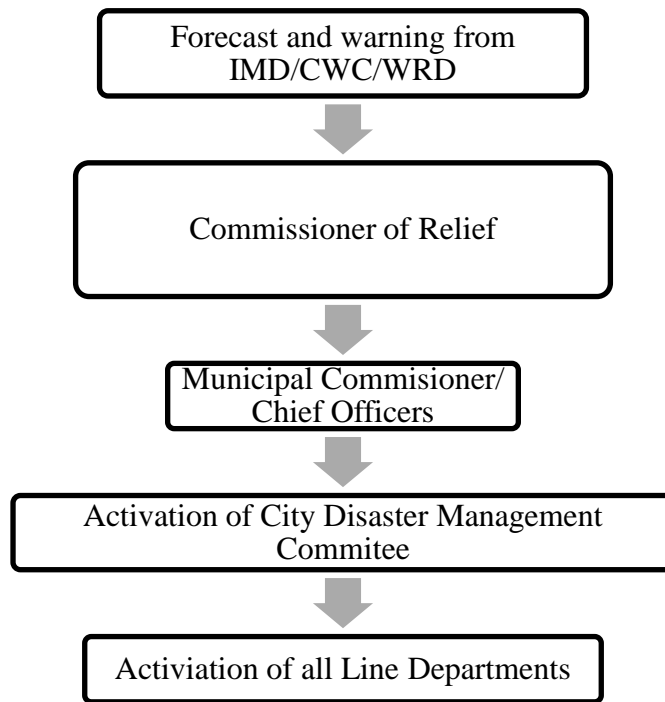 Forecast and warning from
IMD/CWC/WRD
Commissioner of Relief
Municipal Commisioner/
Chief Officers
Activation of City Disaster Management
Commitee
Activiation of all Line Departments